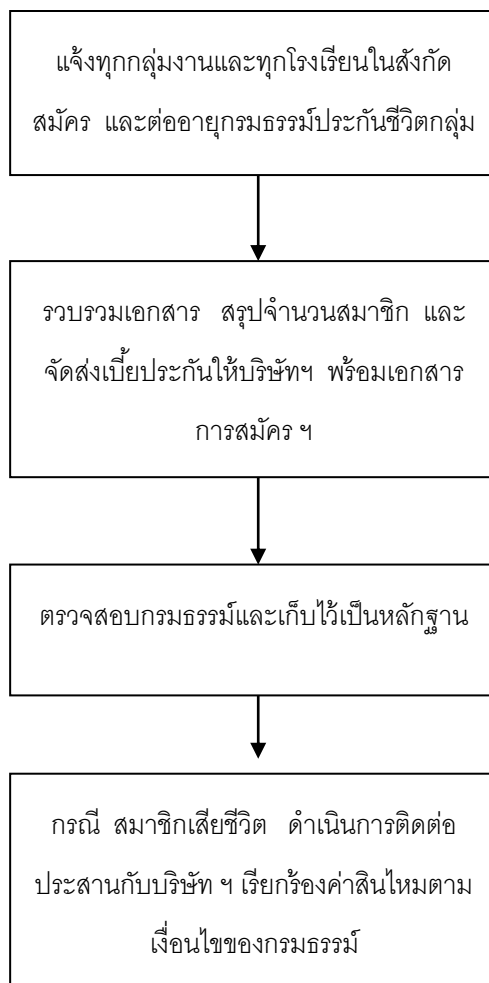 แจ้งทุกกลุ่มงานและทุกโรงเรียนในสังกัด
สมัคร และต่ออายุกรมธรรม์ประกันชีวิตกลุ่ม
รวบรวมเอกสาร สรุปจำนวนสมาชิก และ
จัดส่งเบี้ยประกันให้บริษัทฯ พร้อมเอกสาร
การสมัคร ฯ
ตรวจสอบกรมธรรม์และเก็บไว้เป็นหลักฐาน
กรณี สมาชิกเสียชีวิต ดำเนินการติดต่อ
ประสานกับบริษัท ฯ เรียกร้องค่าสินไหมตาม
เงื่อนไขของกรมธรรม์